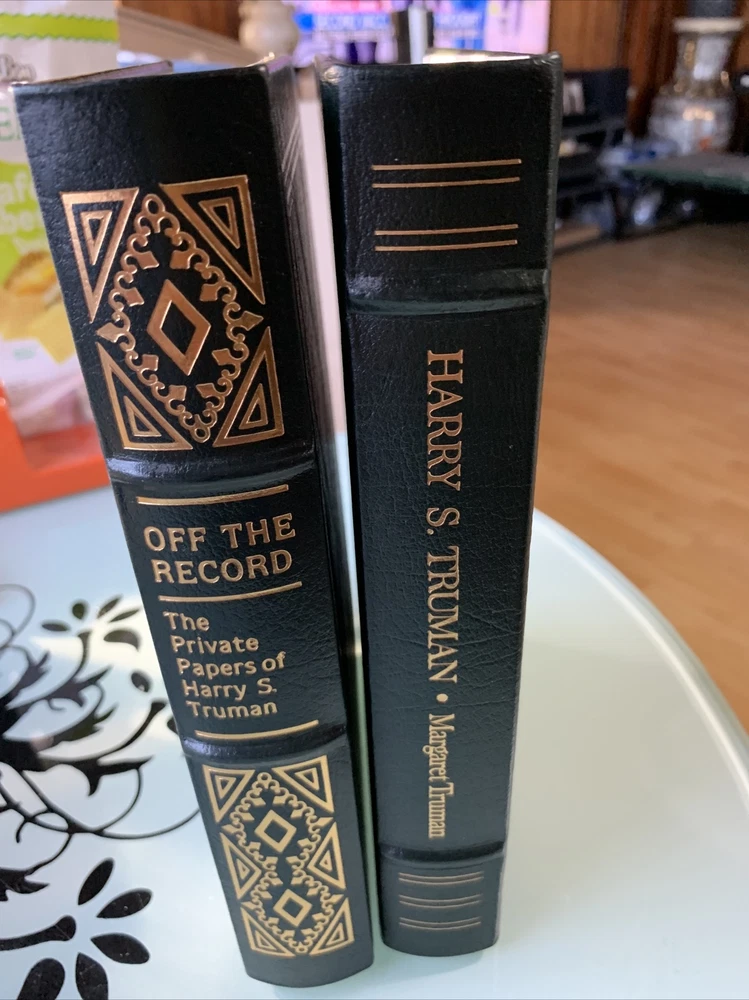 OFF THE
RECORD
The
Private
Papers of
Harry S.
Truman
HARRY S. TRUMAN • Margaret Truman